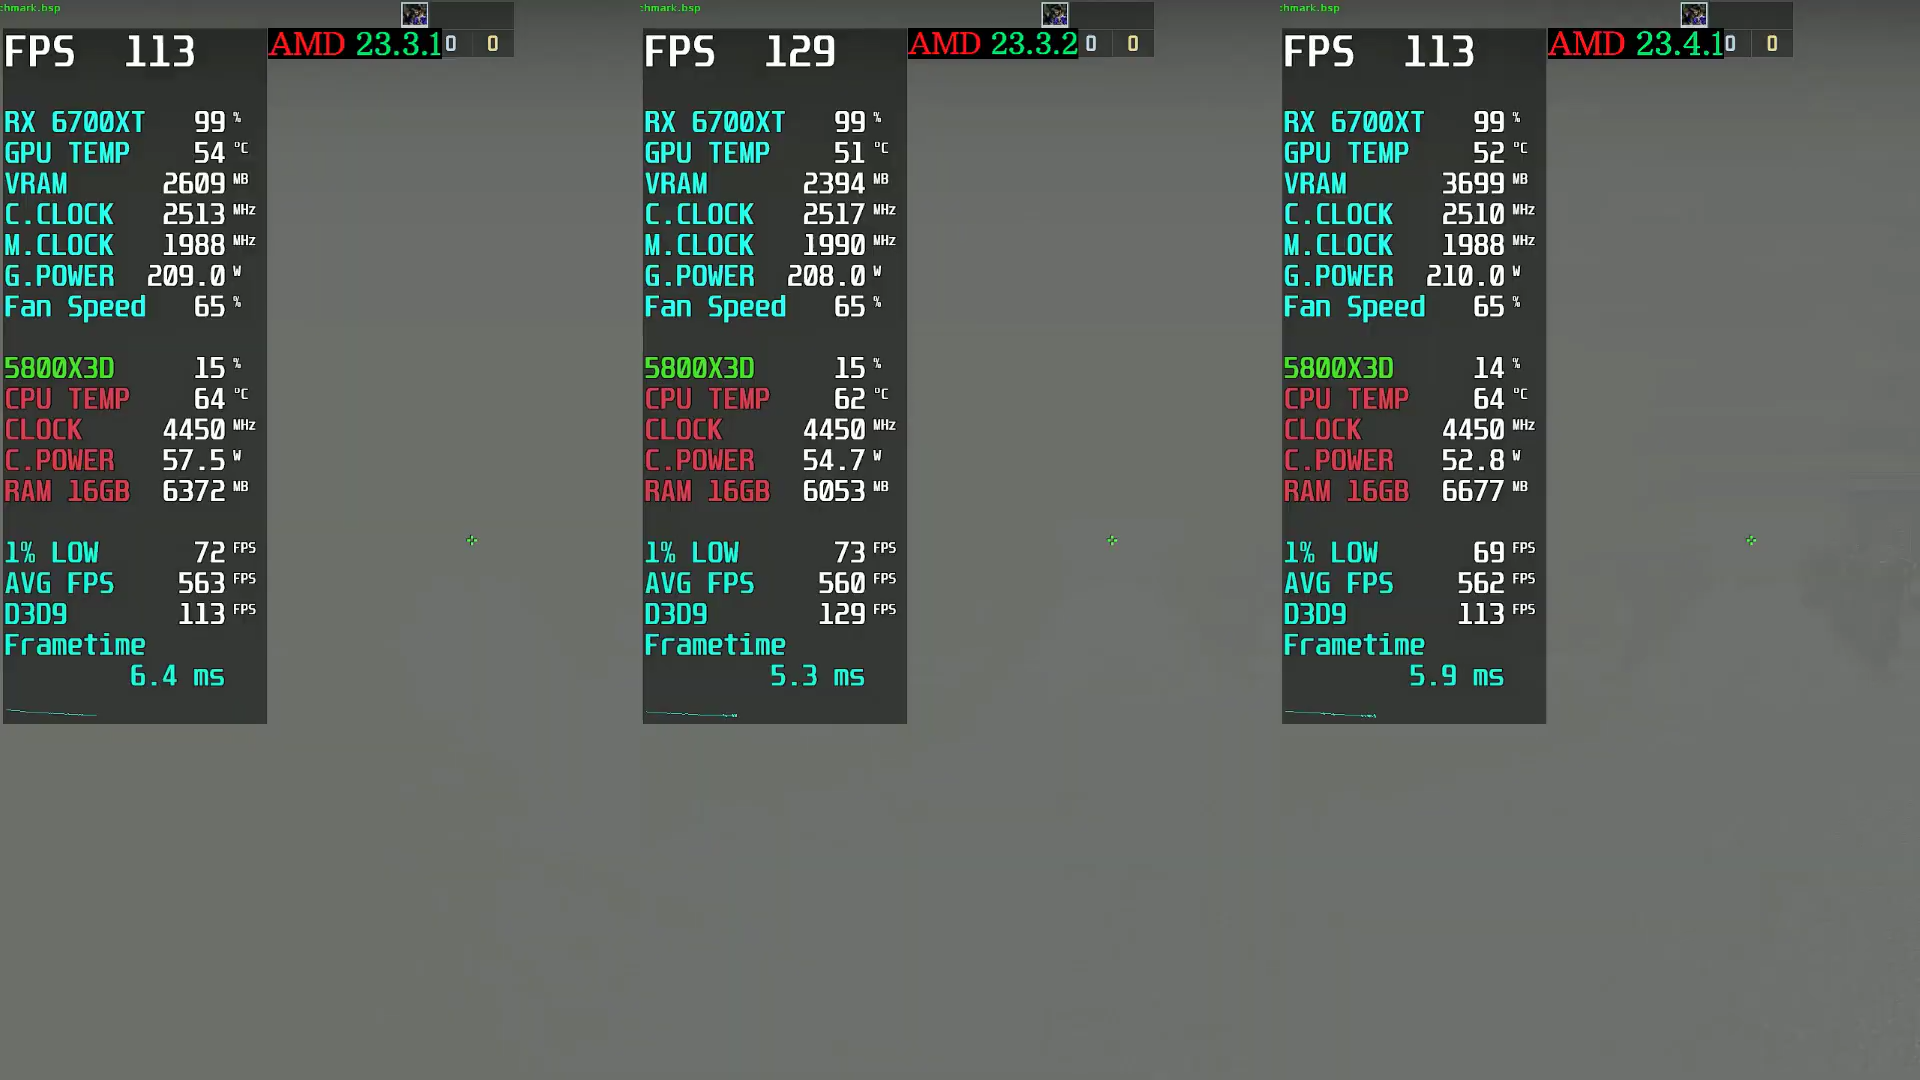 chmark.bsp
AMD 23.3.1 0 0
FPS 113
RX 6700XT 99 %
GPU TEMP 54 °C
VRAM 2609 MB
C.CLOCK 2513 MHz
M.CLOCK 1988 MHz
G.POWER 209.0 W
Fan Speed 65 %
5800X3D 15 %
CPU TEMP 64 °C
CLOCK 4450 MHz
C.POWER 57.5 W
RAM 16GB 6372 MB
1% LOW 72 FPS
AVG FPS 563 FPS
D3D9 113 FPS
Frametime
6.4 ms
chmark.bsp
AMD 23.3.2 0 0
FPS 129
RX 6700XT 99 %
GPU TEMP 51 °C
VRAM 2394 MB
C.CLOCK 2517 MHz
M.CLOCK 1990 MHz
G.POWER 208.0 W
Fan Speed 65 %
5800X3D 15 %
CPU TEMP 62 °C
CLOCK 4450 MHz
C.POWER 54.7 W
RAM 16GB 6053 MB
1% LOW 73 FPS
AVG FPS 560 FPS
D3D9 129 FPS
Frametime
5.3 ms
chmark.bsp
AMD 23.4.1 0 0
FPS 113
RX 6700XT 99 %
GPU TEMP 52 °C
VRAM 3699 MB
C.CLOCK 2510 MHz
M.CLOCK 1988 MHz
G.POWER 210.0 W
Fan Speed 65 %
5800X3D 14 %
CPU TEMP 64 °C
CLOCK 4450 MHz
C.POWER 52.8 W
RAM 16GB 6677 MB
1% LOW 69 FPS
AVG FPS 562 FPS
D3D9 113 FPS
Frametime
5.9 ms